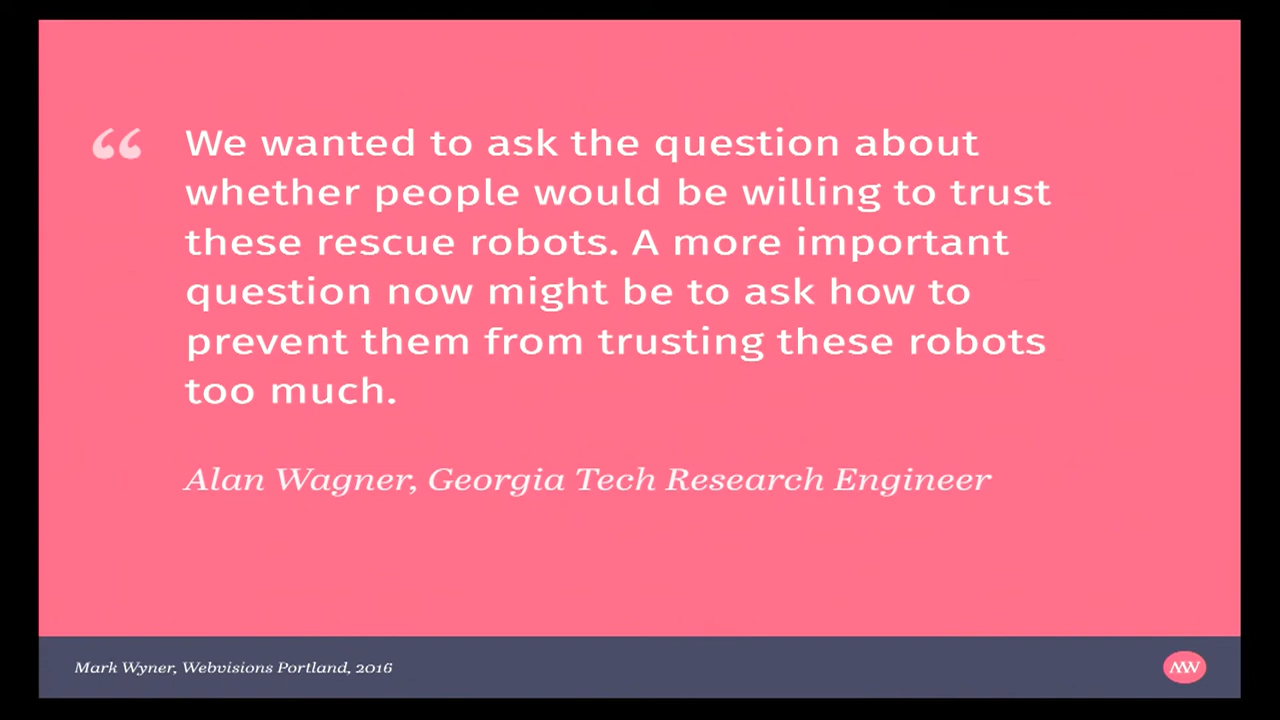 “ We wanted to ask the question about
whether people would be willing to trust
these rescue robots. A more important
question now might be to ask how to
prevent them from trusting these robots
too much.
Alan Wagner, Georgia Tech Research Engineer
Mark Wyner, Webvisions Portland, 2016
MW